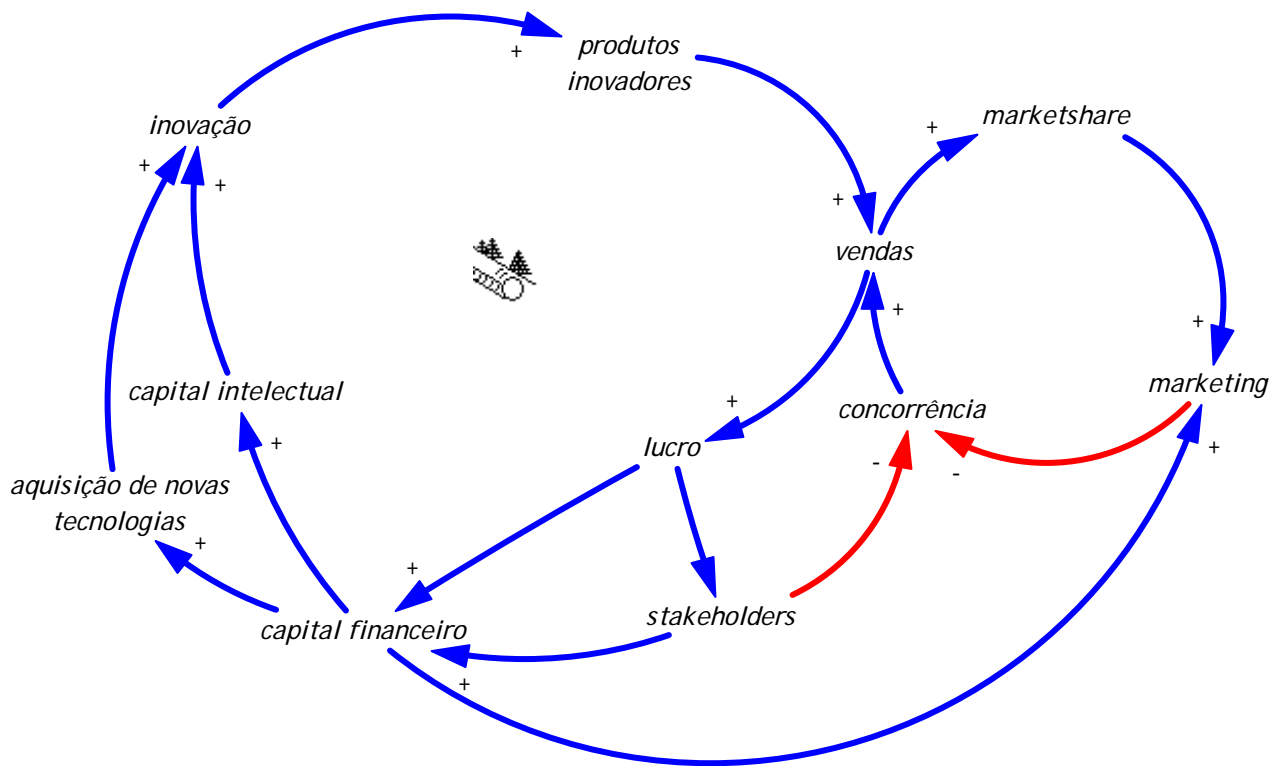 +
produtos
inovadores
marketshare
inovação
+
+
+
+
+
vendas
+
+
capital intelectual
marketing
+
concorrência
+
lucro
+
-
-
aquisição de novas
tecnologias
+
+
stakeholders
capital financeiro
+